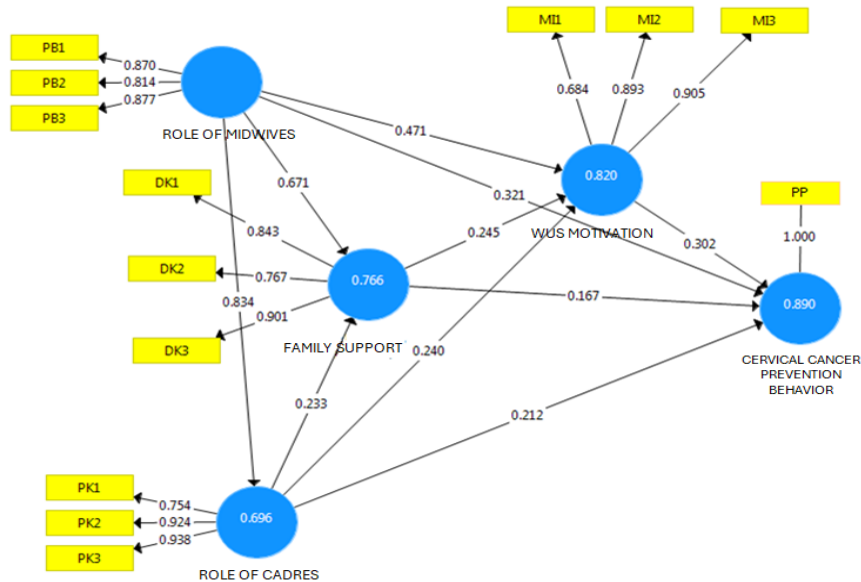 MI1
MI2
MI3
PB1
PB2
PB3
0.870
0.814
0.877
0.684
0.893
0.905
ROLE OF MIDWIVES
0.471
0.820
DK1
0.671
0.321
PP
WUS MOTIVATION
1.000
0.843
0.245
0.302
DK2
0.767
0.766
0.167
0.890
0.834
0.901
DK3
FAMILY SUPPORT
0.240
CERVICAL CANCER
PREVENTION
BEHAVIOR
0.233
0.212
PK1
PK2
PK3
0.754
0.924
0.938
0.696
ROLE OF CADRES